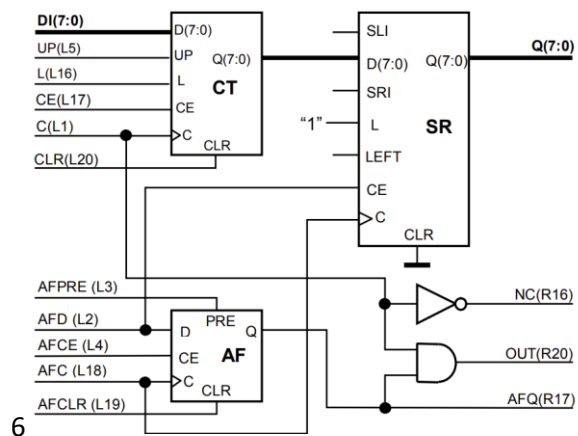 DI(7:0)
UP(L5)
L(L16)
CE(L17)
C(L1)
CLR(L20)
D(7:0)
UP
L
CE
C
Q(7:0)
CT
CLR
SLI
D(7:0)
SRI
L
LEFT
CE
C
Q(7:0)
SR
CLR
"1"
Q(7:0)
AFPRE (L3)
AFD (L2)
AFCE (L4)
AFC (L18)
AFCLR (L19)
PRE
D
Q
CE
AF
C
CLR
NC(R16)
OUT(R20)
AFQ(R17)
6